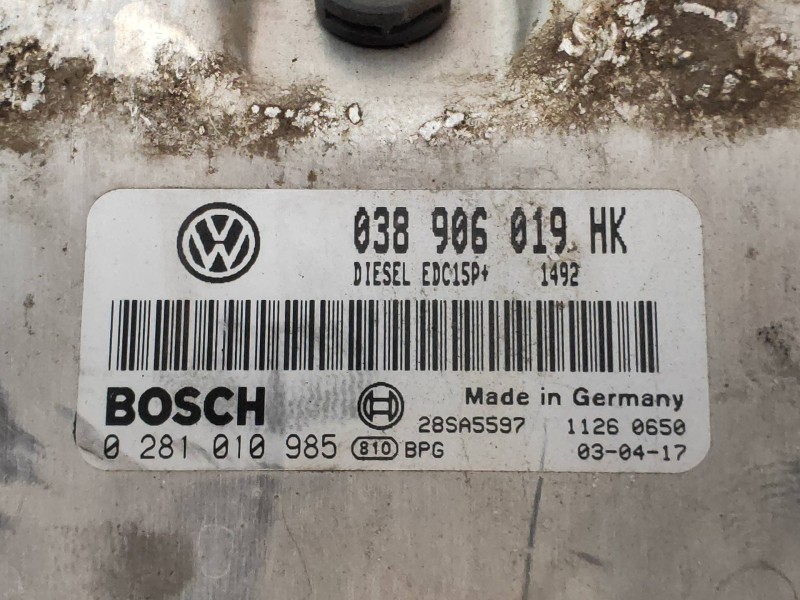 038 906 019 HK
DIESEL EDC15P+ 1492
BOSCH
Made in Germany
28SA5597 1126 0650
0 281 010 985 810 BPG 03-04-17